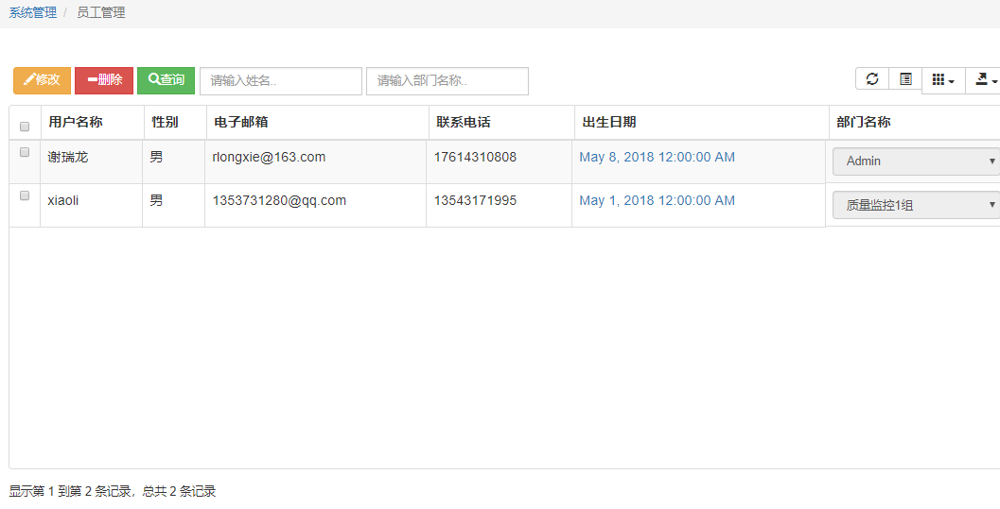 系统管理 / 员工管理
修改 删除 查询 请输入姓名.. 请输入部门名称..
用户名称 性别 电子邮箱 联系电话 出生日期 部门名称
谢瑞龙 男 rlongxie@163.com 17614310808 May 8, 2018 12:00:00 AM Admin
xiaoli 男 1353731280@qq.com 13543171995 May 1, 2018 12:00:00 AM 质量监控1组
显示第 1 到第 2 条记录，总共 2 条记录